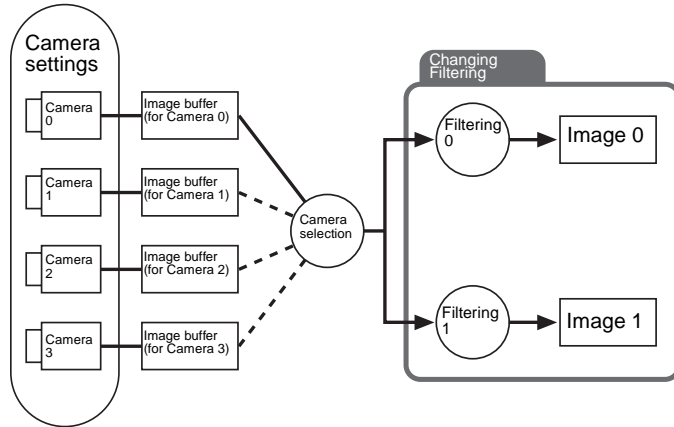 Camera
settings
Camera
0
Image buffer
(for Camera 0)
Camera
1
Image buffer
(for Camera 1)
Camera
2
Image buffer
(for Camera 2)
Camera
3
Image buffer
(for Camera 3)
Camera
selection
Changing
Filtering
Filtering
0
Image 0
Filtering
1
Image 1